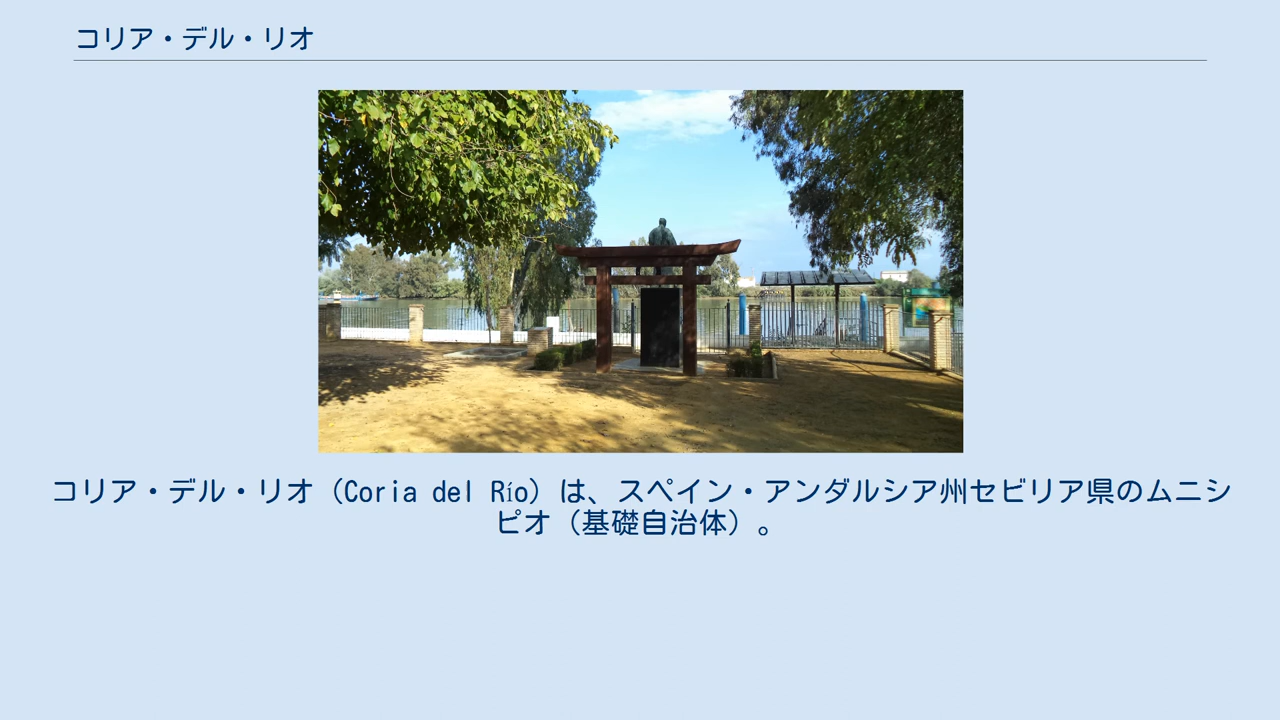 コリア・デル・リオ
コリア・デル・リオ（Coria del Río）は、スペイン・アンダルシア州セビリア県のムニシ
ピオ（基礎自治体）。